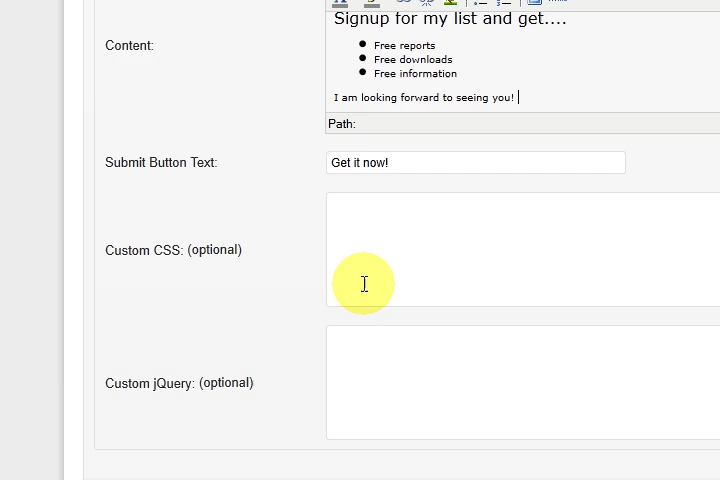 Signup for my list and get....
Content:
Free reports
Free downloads
Free information
I am looking forward to seeing you!
Path:
Submit Button Text:
Get it now!
Custom CSS: (optional)
Custom jQuery: (optional)